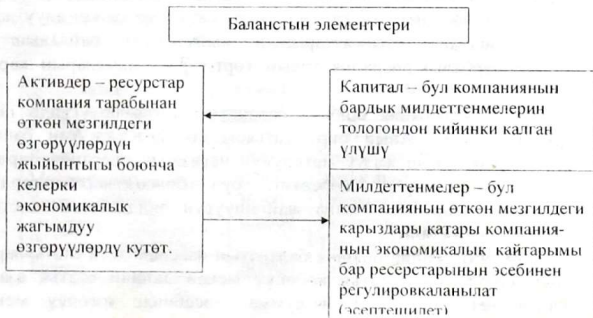 Баланстын элементтери
Активдер – ресурстар
компания тарабынан
өткөн мезгилдеги
өзгөрүүлөрдүн
жыйынтыгы боюнча
келерки
экономикалык
жагымдуу
өзгөрүүлөрдү күтөт.
Капитал – бул компаниянын
бардык милдеттенмелерин
төлөгөндөн кийинки калган
үлүшү
Милдеттенмелер – бул
компаниянын өткөн мезгилдеги
карыздары катары компания-
нын экономикалык кайтарымы
бар ресерстарынын эсебинен
регулировкаланылат
(эсептешилет)